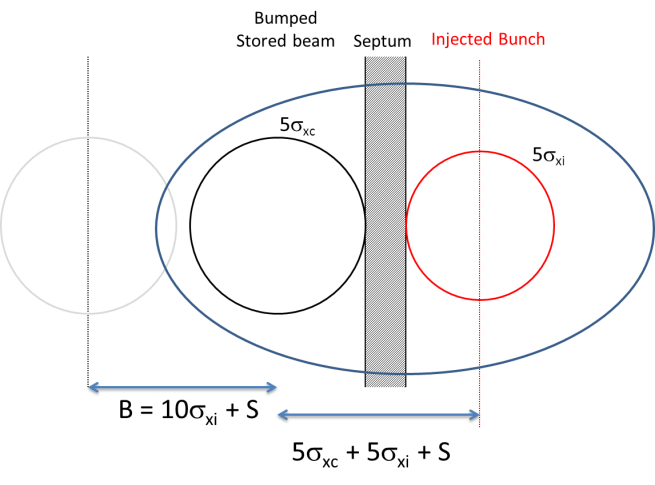 Bumped
Stored beam
Septum
Injected Bunch
5σxc
5σxi
B = 10σxi + S
5σxc + 5σxi + S